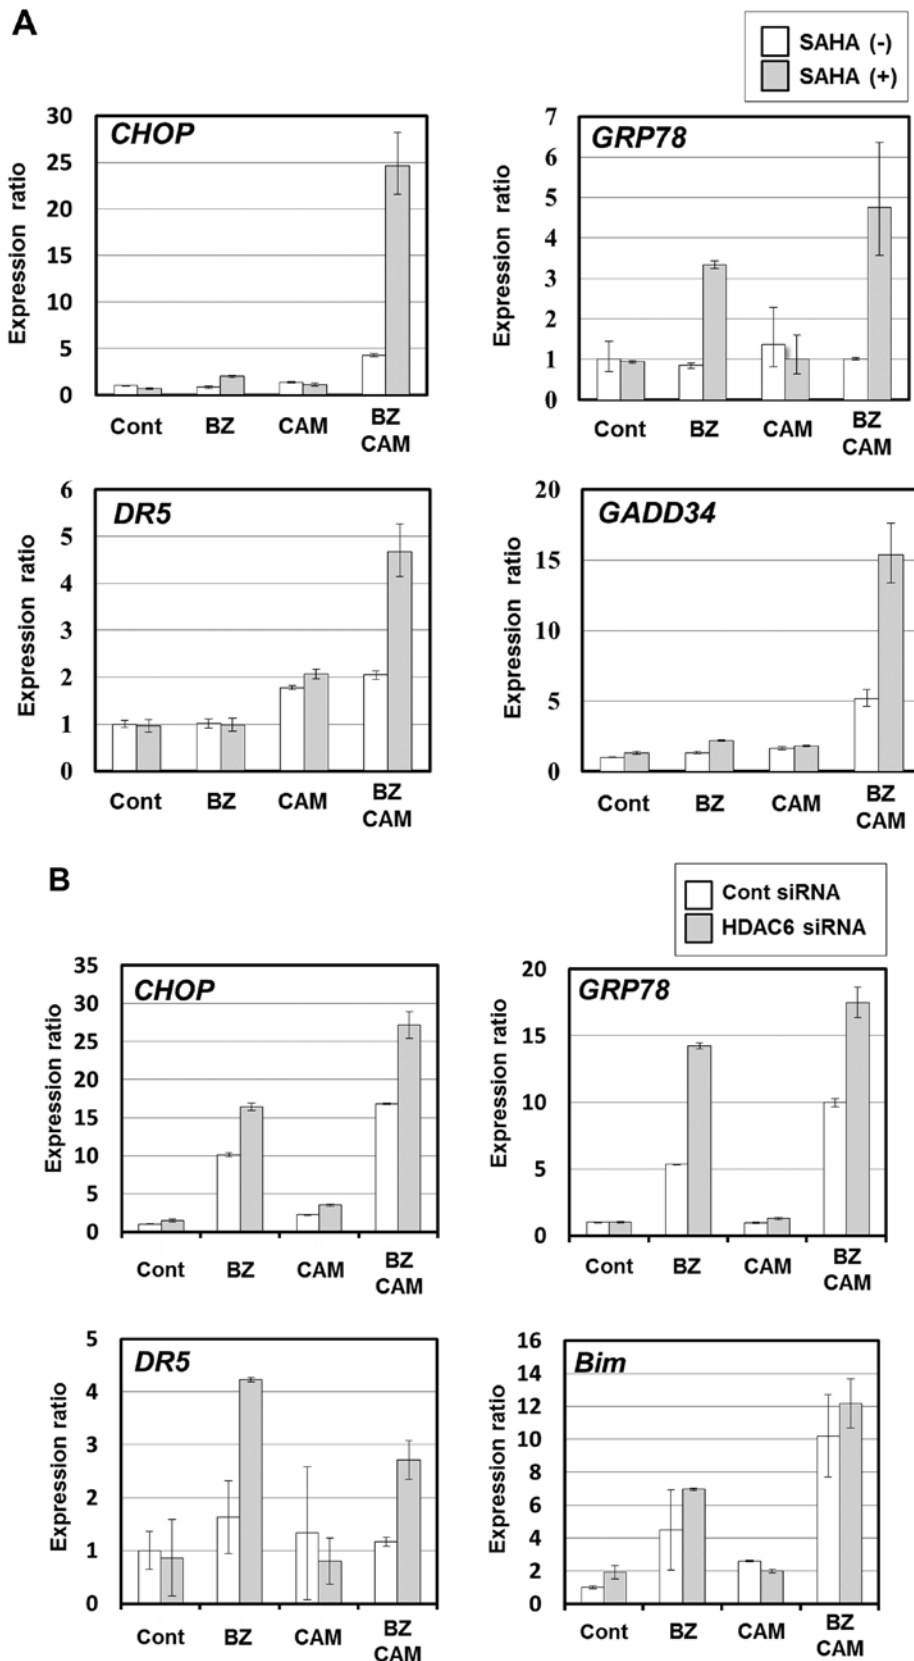 A
SAHA (-)
SAHA (+)
CHOP
Expression ratio
30
25
20
15
10
5
0
Cont BZ CAM BZ
CAM
GRP78
Expression ratio
7
6
5
4
3
2
1
0
Cont BZ CAM BZ
CAM
DR5
Expression ratio
6
5
4
3
2
1
0
Cont BZ CAM BZ
CAM
GADD34
Expression ratio
20
15
10
5
0
Cont BZ CAM BZ
CAM
B
Cont siRNA
HDAC6 siRNA
CHOP
Expression ratio
35
30
25
20
15
10
5
0
Cont BZ CAM BZ
CAM
GRP78
Expression ratio
20
15
10
5
0
Cont BZ CAM BZ
CAM
DR5
Expression ratio
5
4
3
2
1
0
Cont BZ CAM BZ
CAM
Bim
Expression ratio
16
14
12
10
8
6
4
2
0
Cont BZ CAM BZ
CAM